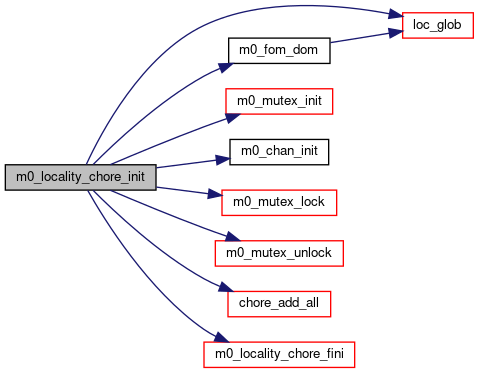 loc_glob
m0_fom_dom
m0_mutex_init
m0_chan_init
m0_locality_chore_init
m0_mutex_lock
m0_mutex_unlock
chore_add_all
m0_locality_chore_fini